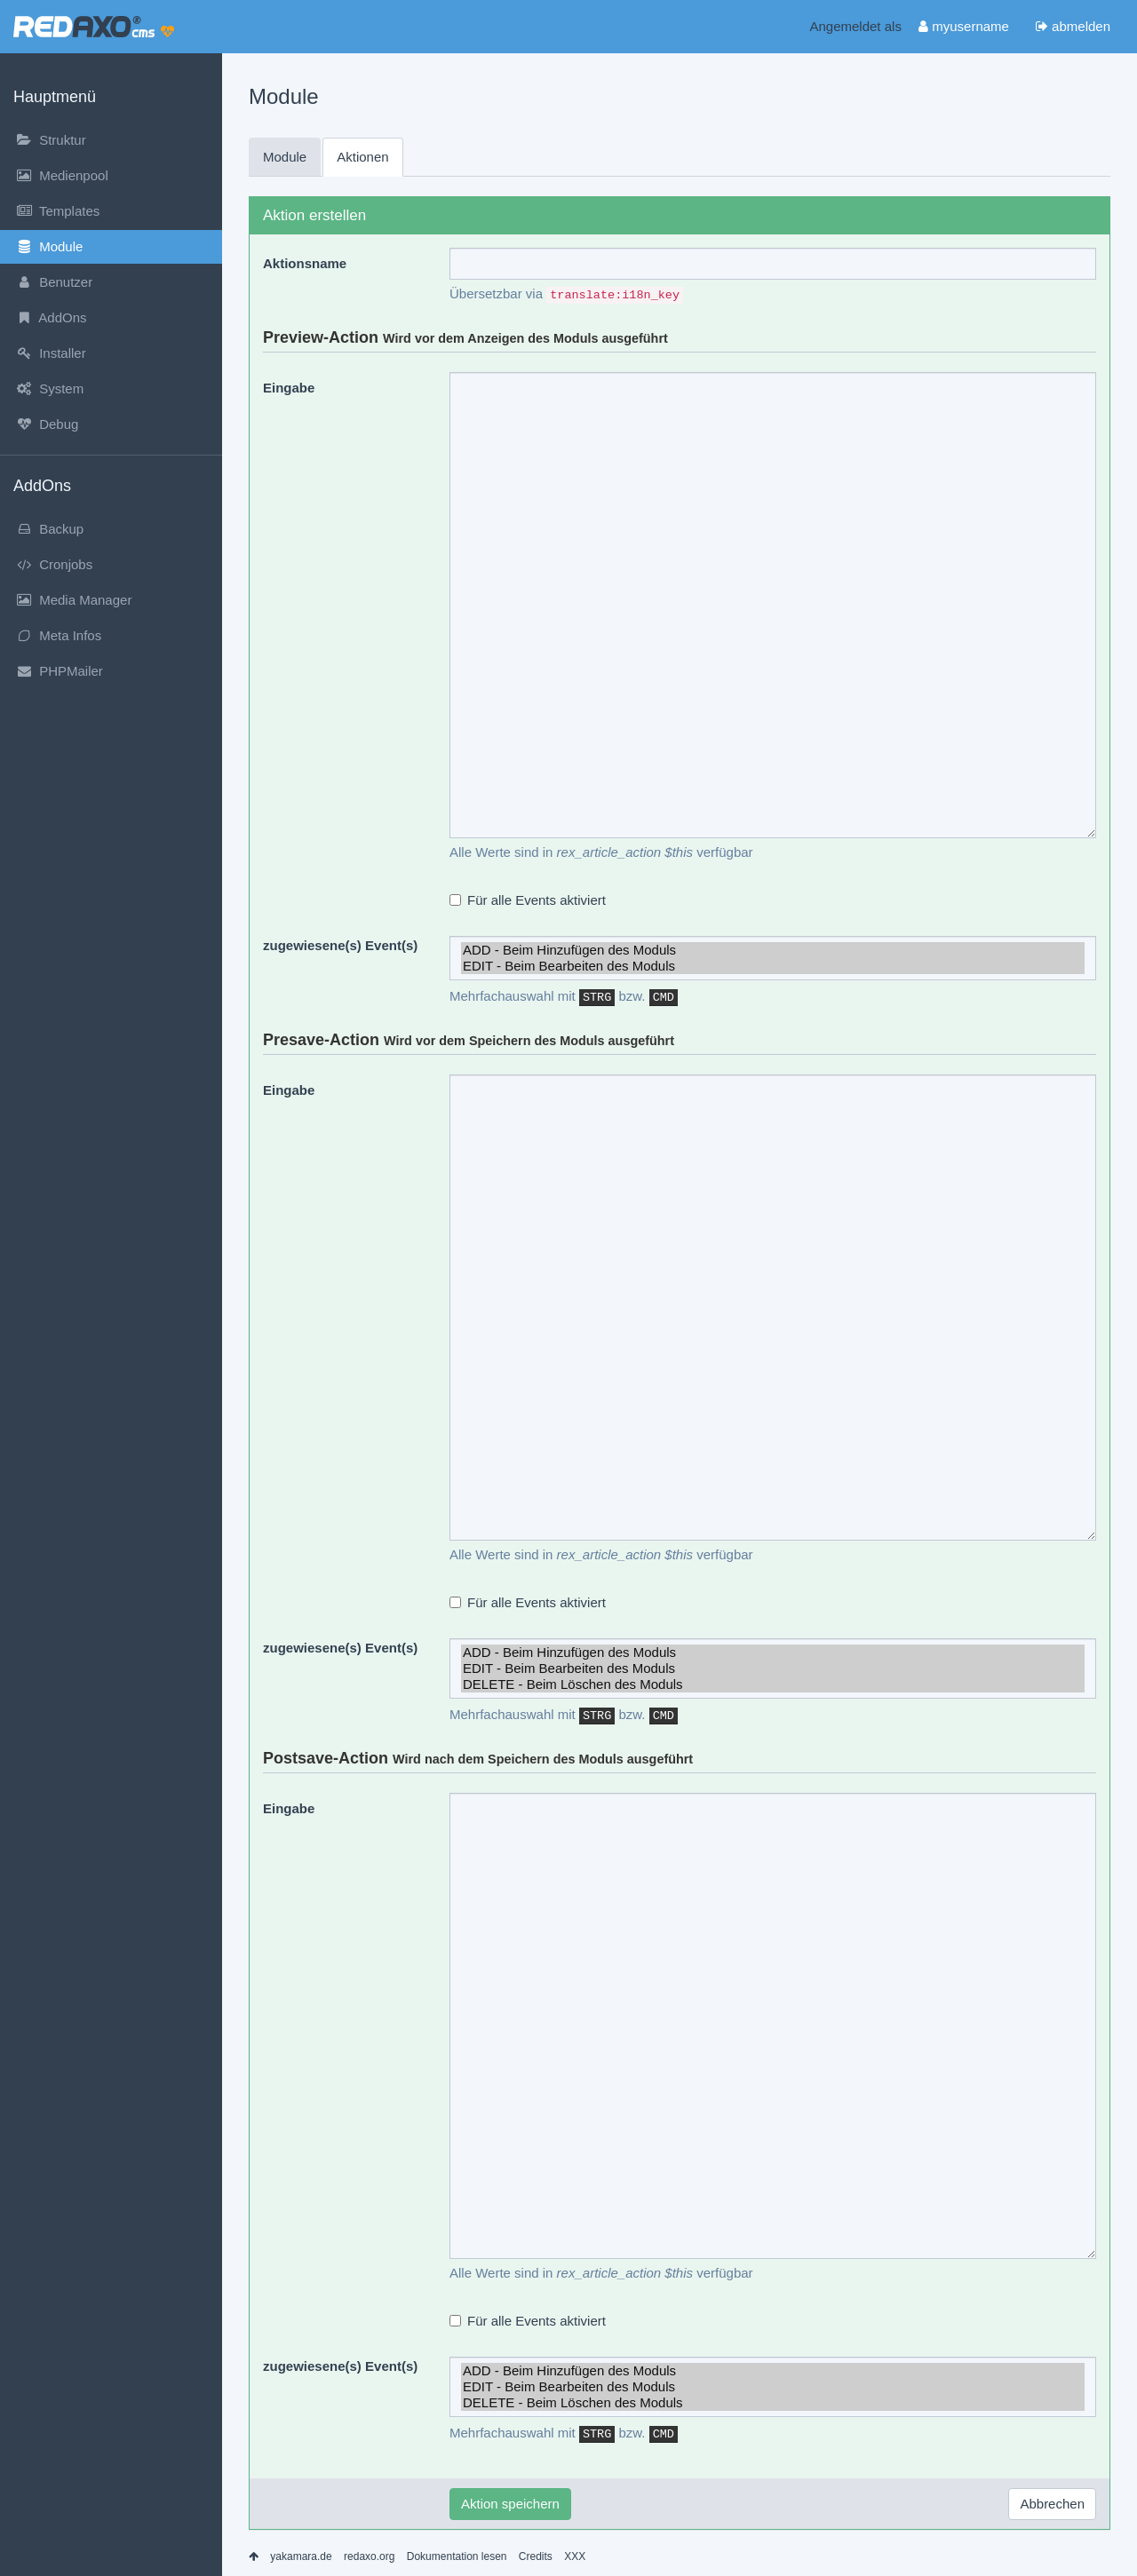 REDAXO® cms
Angemeldet als myusername abmelden
Hauptmenü
Struktur
Medienpool
Templates
Module
Benutzer
AddOns
Installer
System
Debug
AddOns
Backup
Cronjobs
Media Manager
Meta Infos
PHPMailer
Module
Module Aktionen
Aktion erstellen
Aktionsname
Übersetzbar via translate:i18n_key
Preview-Action Wird vor dem Anzeigen des Moduls ausgeführt
Eingabe
Alle Werte sind in rex_article_action $this verfügbar
Für alle Events aktiviert
zugewiesene(s) Event(s)
ADD - Beim Hinzufügen des Moduls
EDIT - Beim Bearbeiten des Moduls
Mehrfachauswahl mit STRG bzw. CMD
Presave-Action Wird vor dem Speichern des Moduls ausgeführt
Eingabe
Alle Werte sind in rex_article_action $this verfügbar
Für alle Events aktiviert
zugewiesene(s) Event(s)
ADD - Beim Hinzufügen des Moduls
EDIT - Beim Bearbeiten des Moduls
DELETE - Beim Löschen des Moduls
Mehrfachauswahl mit STRG bzw. CMD
Postsave-Action Wird nach dem Speichern des Moduls ausgeführt
Eingabe
Alle Werte sind in rex_article_action $this verfügbar
Für alle Events aktiviert
zugewiesene(s) Event(s)
ADD - Beim Hinzufügen des Moduls
EDIT - Beim Bearbeiten des Moduls
DELETE - Beim Löschen des Moduls
Mehrfachauswahl mit STRG bzw. CMD
Aktion speichern Abbrechen
yakamara.de redaxo.org Dokumentation lesen Credits XXX